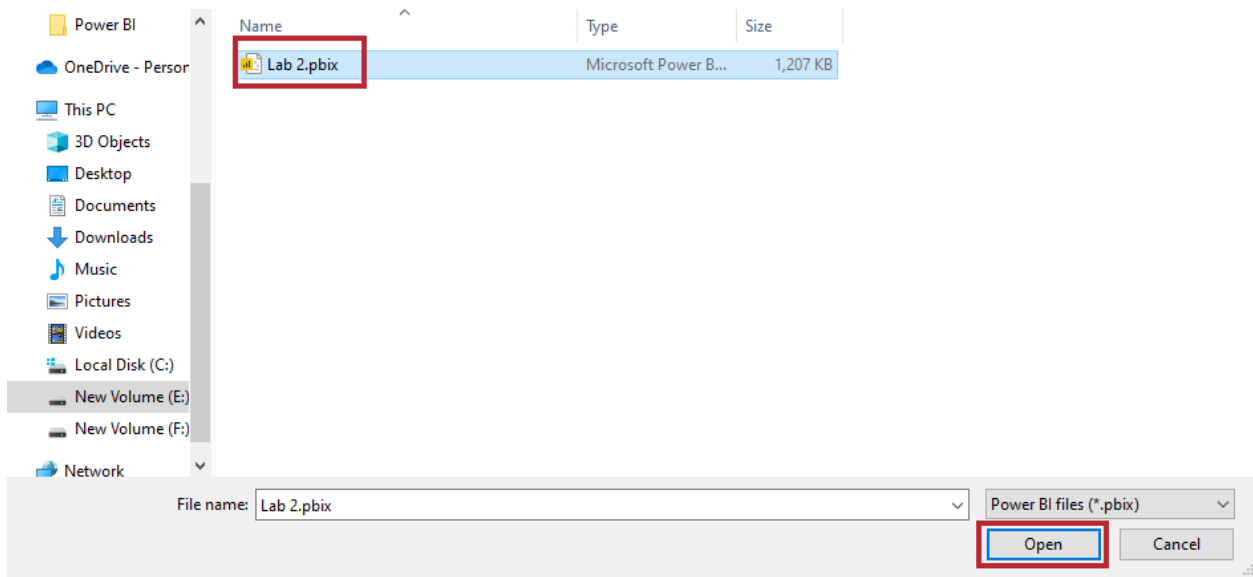 Power BI
OneDrive - Person
This PC
3D Objects
Desktop
Documents
Downloads
Music
Pictures
Videos
Local Disk (C:)
New Volume (E:)
New Volume (F:)
Network
Name Type Size
Lab 2.pbix Microsoft Power B... 1,207 KB
File name: Lab 2.pbix Power BI files (*.pbix)
Open Cancel